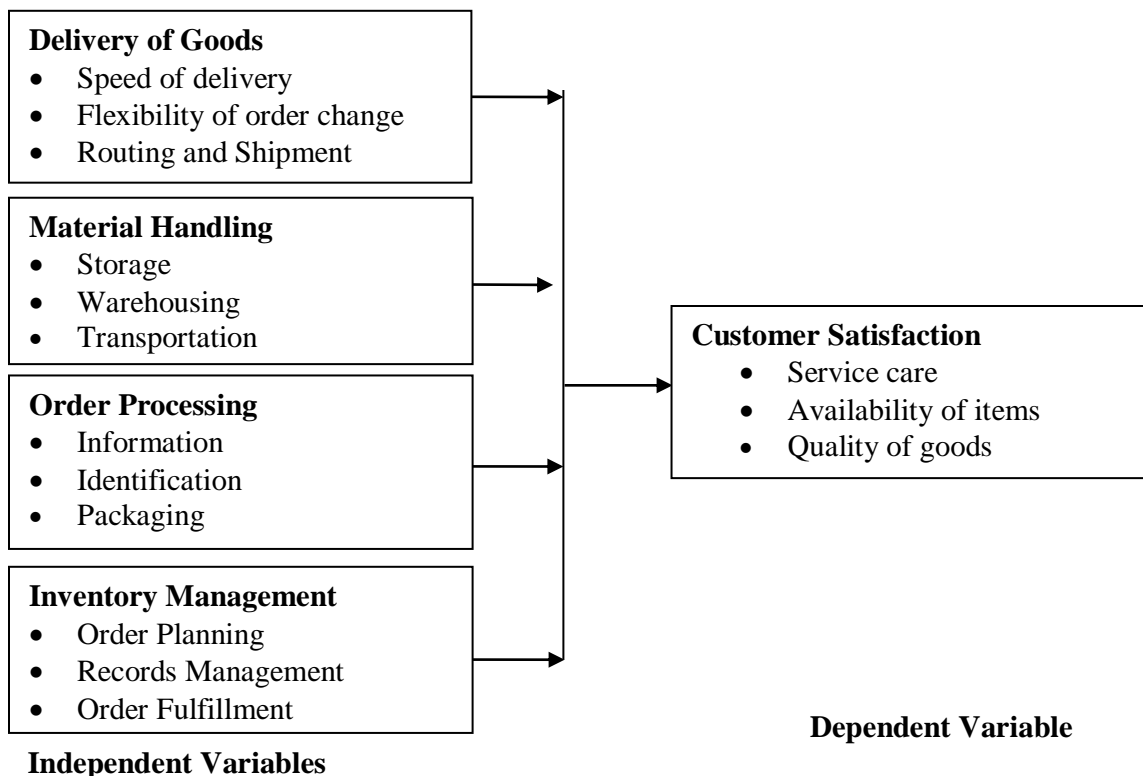 Delivery of Goods
• Speed of delivery
• Flexibility of order change
• Routing and Shipment
Material Handling
• Storage
• Warehousing
• Transportation
Order Processing
• Information
• Identification
• Packaging
Inventory Management
• Order Planning
• Records Management
• Order Fulfillment
Independent Variables
Customer Satisfaction
• Service care
• Availability of items
• Quality of goods
Dependent Variable